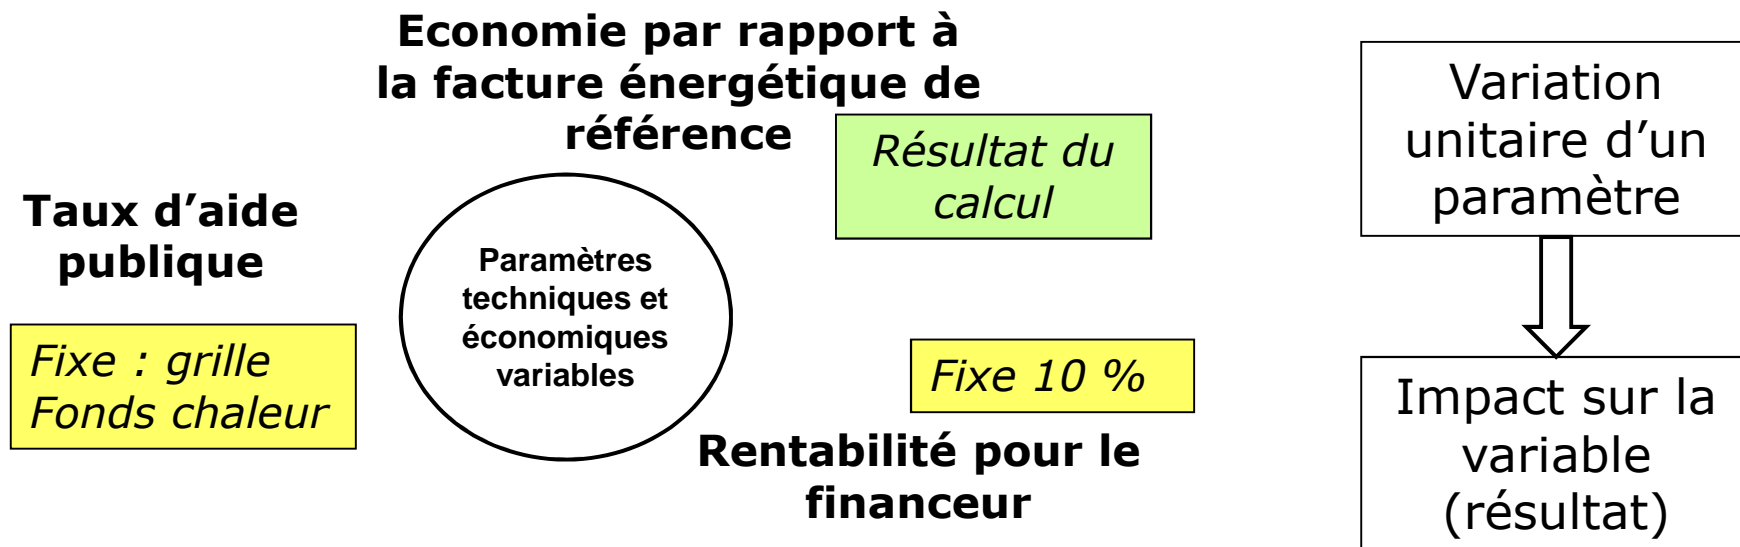 Economie par rapport à
la facture énergétique de
référence
Résultat du
calcul
Taux d’aide
publique
Fixe : grille
Fonds chaleur
Paramètres
techniques et
économiques
variables
Fixe 10 %
Rentabilité pour le
financeur
Variation
unitaire d’un
paramètre
Impact sur la
variable
(résultat)